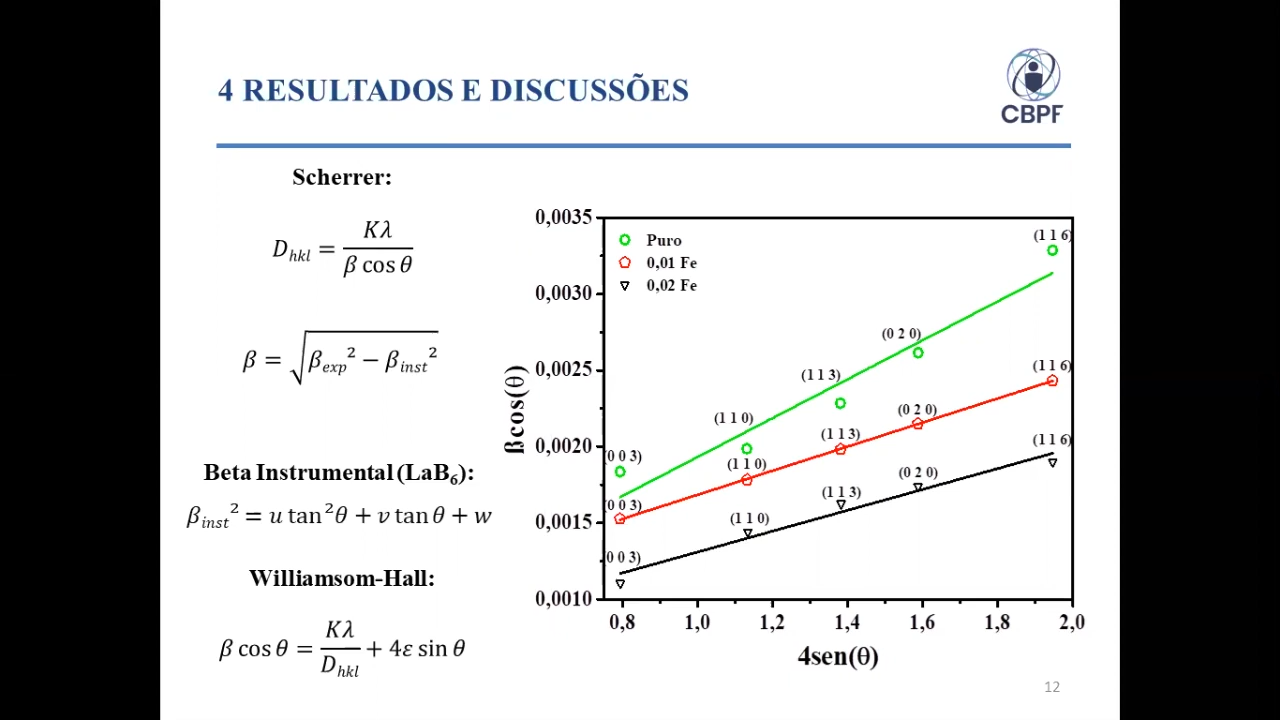 4 RESULTADOS E DISCUSSÕES
CBPF
Scherrer:
D_hkl = Kλ / β cos θ
β = √(β_exp² − β_inst²)
Beta Instrumental (LaB₆):
β_inst² = u tan²θ + v tan θ + w
Williamsom-Hall:
β cos θ = Kλ / D_hkl + 4ε sin θ
ßcos(θ)
0,0035
0,0030
0,0025
0,0020
0,0015
0,0010
Puro
0,01 Fe
0,02 Fe
(0 0 3)
(1 1 0)
(1 1 3)
(0 2 0)
(1 1 6)
(0 0 3)
(1 1 0)
(1 1 3)
(0 2 0)
(1 1 6)
(0 0 3)
(1 1 0)
(1 1 3)
(0 2 0)
(1 1 6)
0,8 1,0 1,2 1,4 1,6 1,8 2,0
4sen(θ)
12